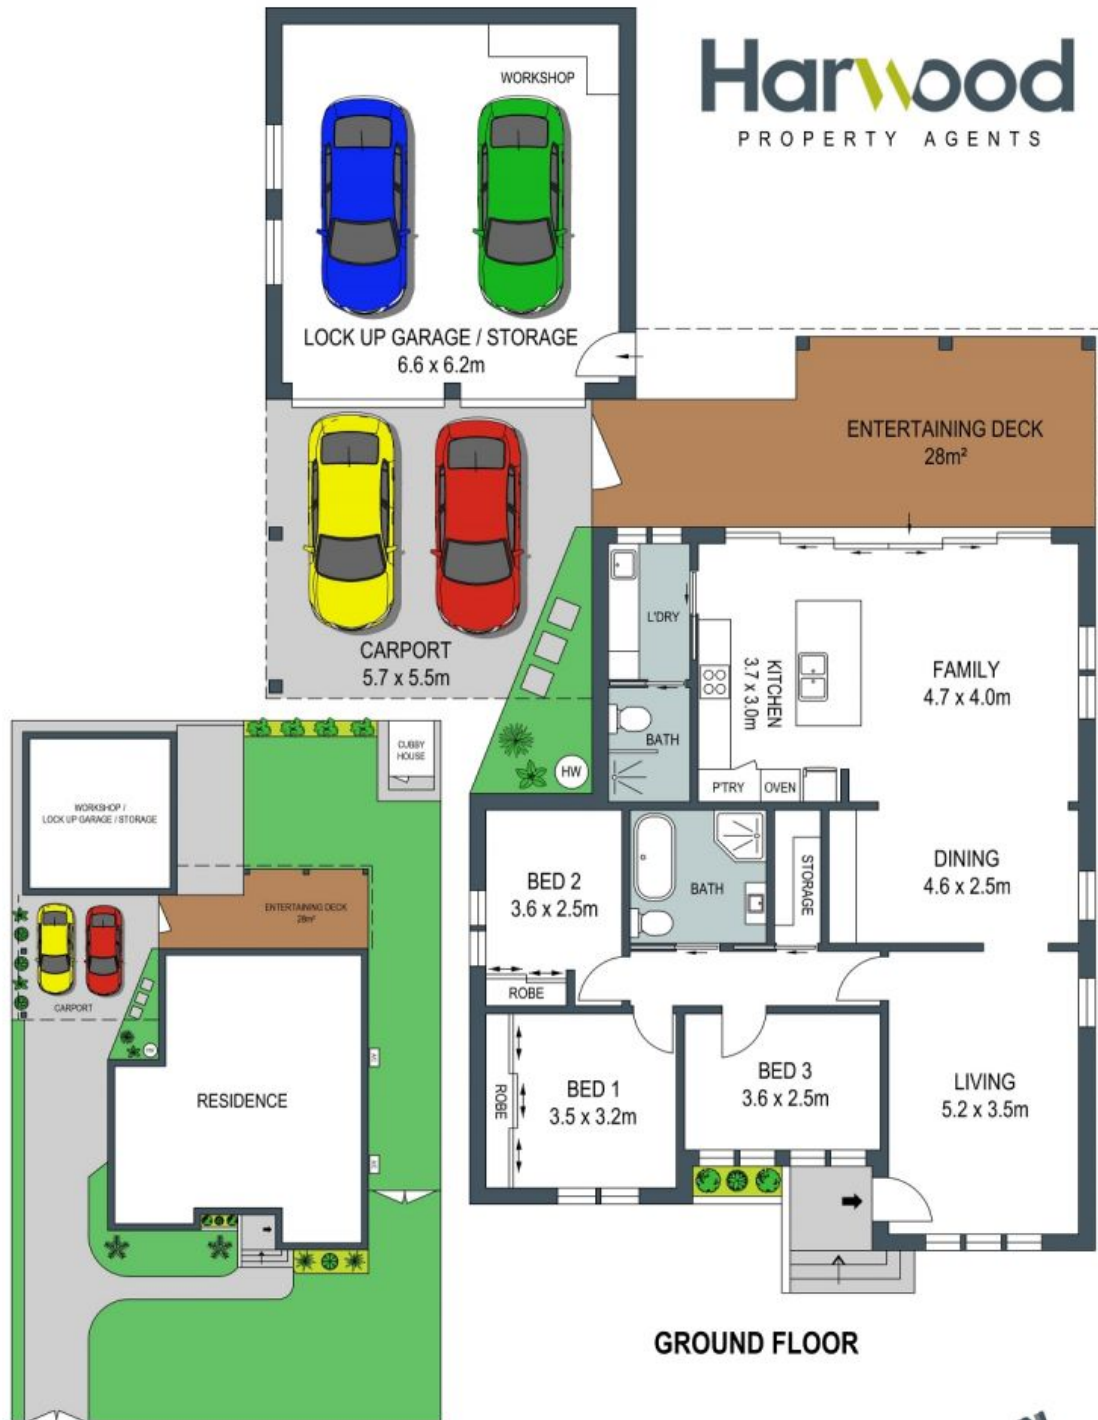 Harwood
PROPERTY AGENTS
WORKSHOP
LOCK UP GARAGE / STORAGE
6.6 x 6.2m
ENTERTAINING DECK
28m²
CARPORT
5.7 x 5.5m
L'DRY
KITCHEN
3.7 x 3.0m
FAMILY
4.7 x 4.0m
BATH
HW
P'TRY
OVEN
BED 2
3.6 x 2.5m
BATH
STORAGE
DINING
4.6 x 2.5m
ROBE
ROBE
BED 1
3.5 x 3.2m
BED 3
3.6 x 2.5m
LIVING
5.2 x 3.5m
GROUND FLOOR
CUBBY
HOUSE
WORKSHOP /
LOCK UP GARAGE / STORAGE
ENTERTAINING DECK
28m²
CARPORT
HW
RESIDENCE